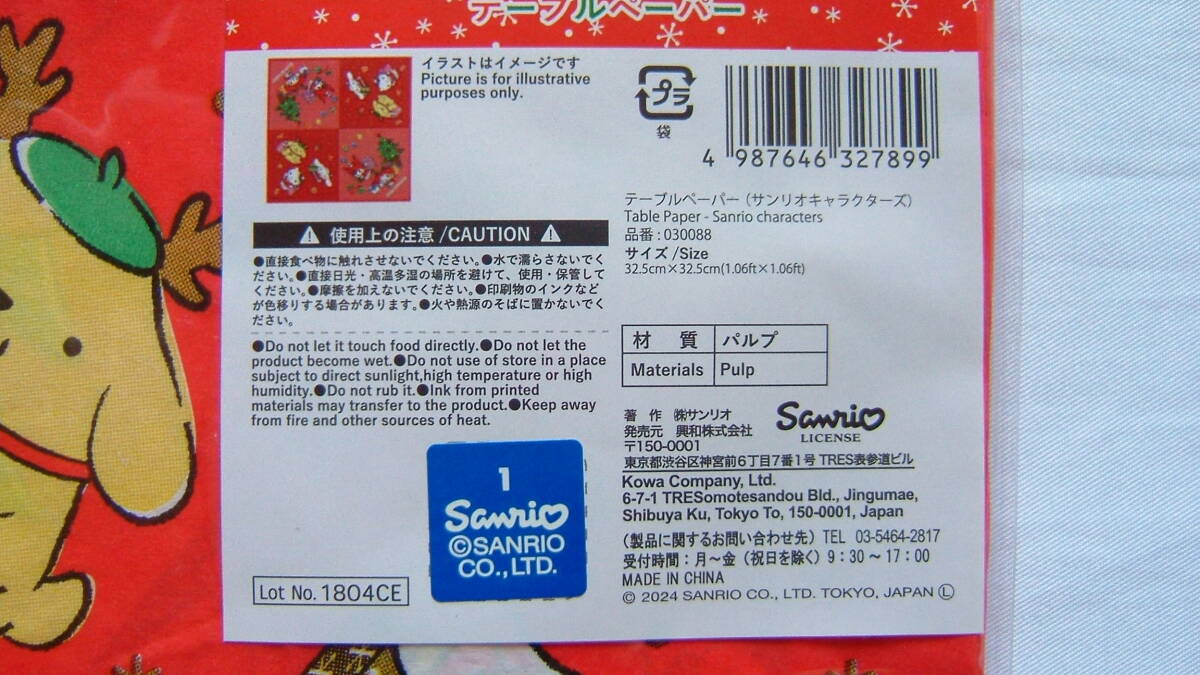 テーブルペーパー
イラストはイメージです
Picture is for illustrative
purposes only.
プラ
袋
4 987646 327899
テーブルペーパー（サンリオキャラクターズ）
Table Paper - Sanrio characters
品番 : 030088
サイズ /Size
32.5cm×32.5cm(1.06ft×1.06ft)
使用上の注意 /CAUTION
●直接食べ物に触れさせないでください。●水で濡らさないでく
ださい。●直接日光・高温多湿の場所を避けて、使用・保管して
ください。●摩擦を加えないでください。●印刷物のインクなど
が色移りする場合があります。●火や熱源のそばに置かないでく
ださい。
●Do not let it touch food directly.●Do not let the
product become wet.●Do not use of store in a place
subject to direct sunlight,high temperature or high
humidity.●Do not rub it.●Ink from printed
materials may transfer to the product.●Keep away
from fire and other sources of heat.
材 質 パルプ
Materials Pulp
著 作 ㈱サンリオ
発売元 興和株式会社
Sanrio
LICENSE
〒150-0001
東京都渋谷区神宮前6丁目7番1号 TRES表参道ビル
Kowa Company, Ltd.
6-7-1 TRESomotesandou Bld., Jingumae,
Shibuya Ku, Tokyo To, 150-0001, Japan
（製品に関するお問い合わせ先）TEL 03-5464-2817
受付時間：月〜金（祝日を除く）9：30〜17：00
MADE IN CHINA
© 2024 SANRIO CO., LTD. TOKYO, JAPAN Ⓛ
1
Sanrio
©SANRIO
CO.,LTD.
Lot No. 1804CE